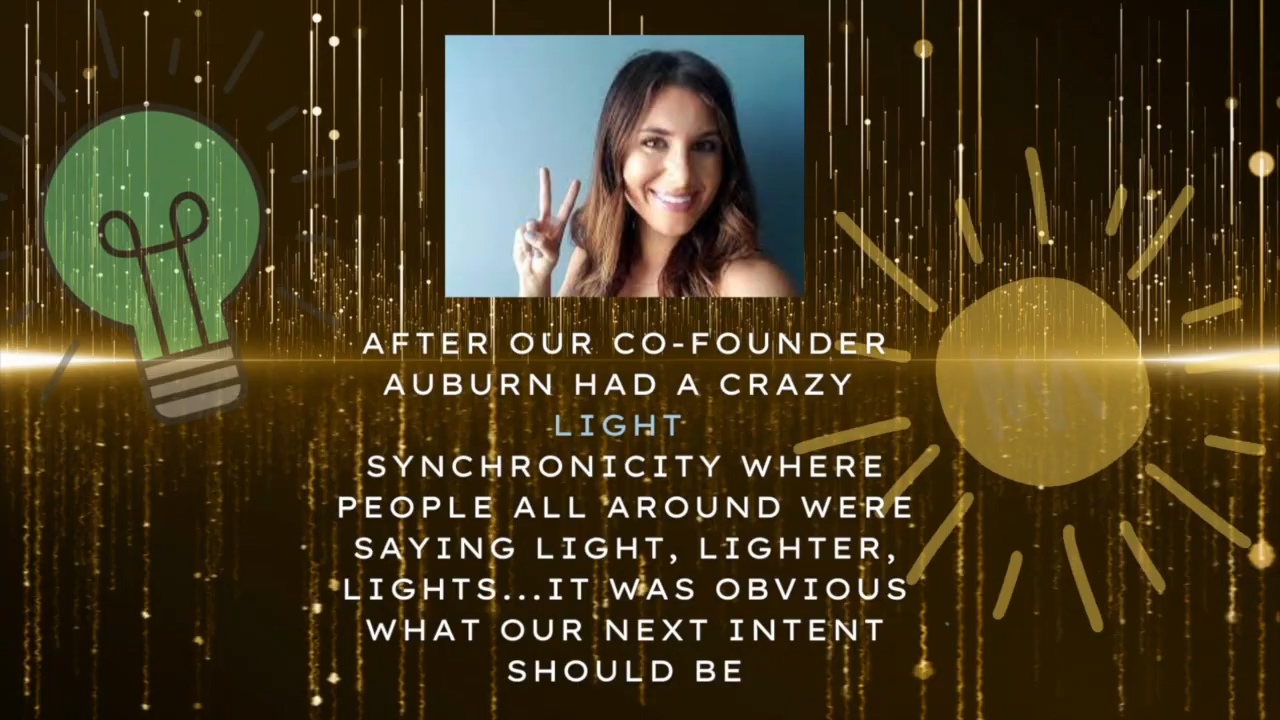 AFTER OUR CO-FOUNDER
AUBURN HAD A CRAZY
LIGHT
SYNCHRONICITY WHERE
PEOPLE ALL AROUND WERE
SAYING LIGHT, LIGHTER,
LIGHTS...IT WAS OBVIOUS
WHAT OUR NEXT INTENT
SHOULD BE